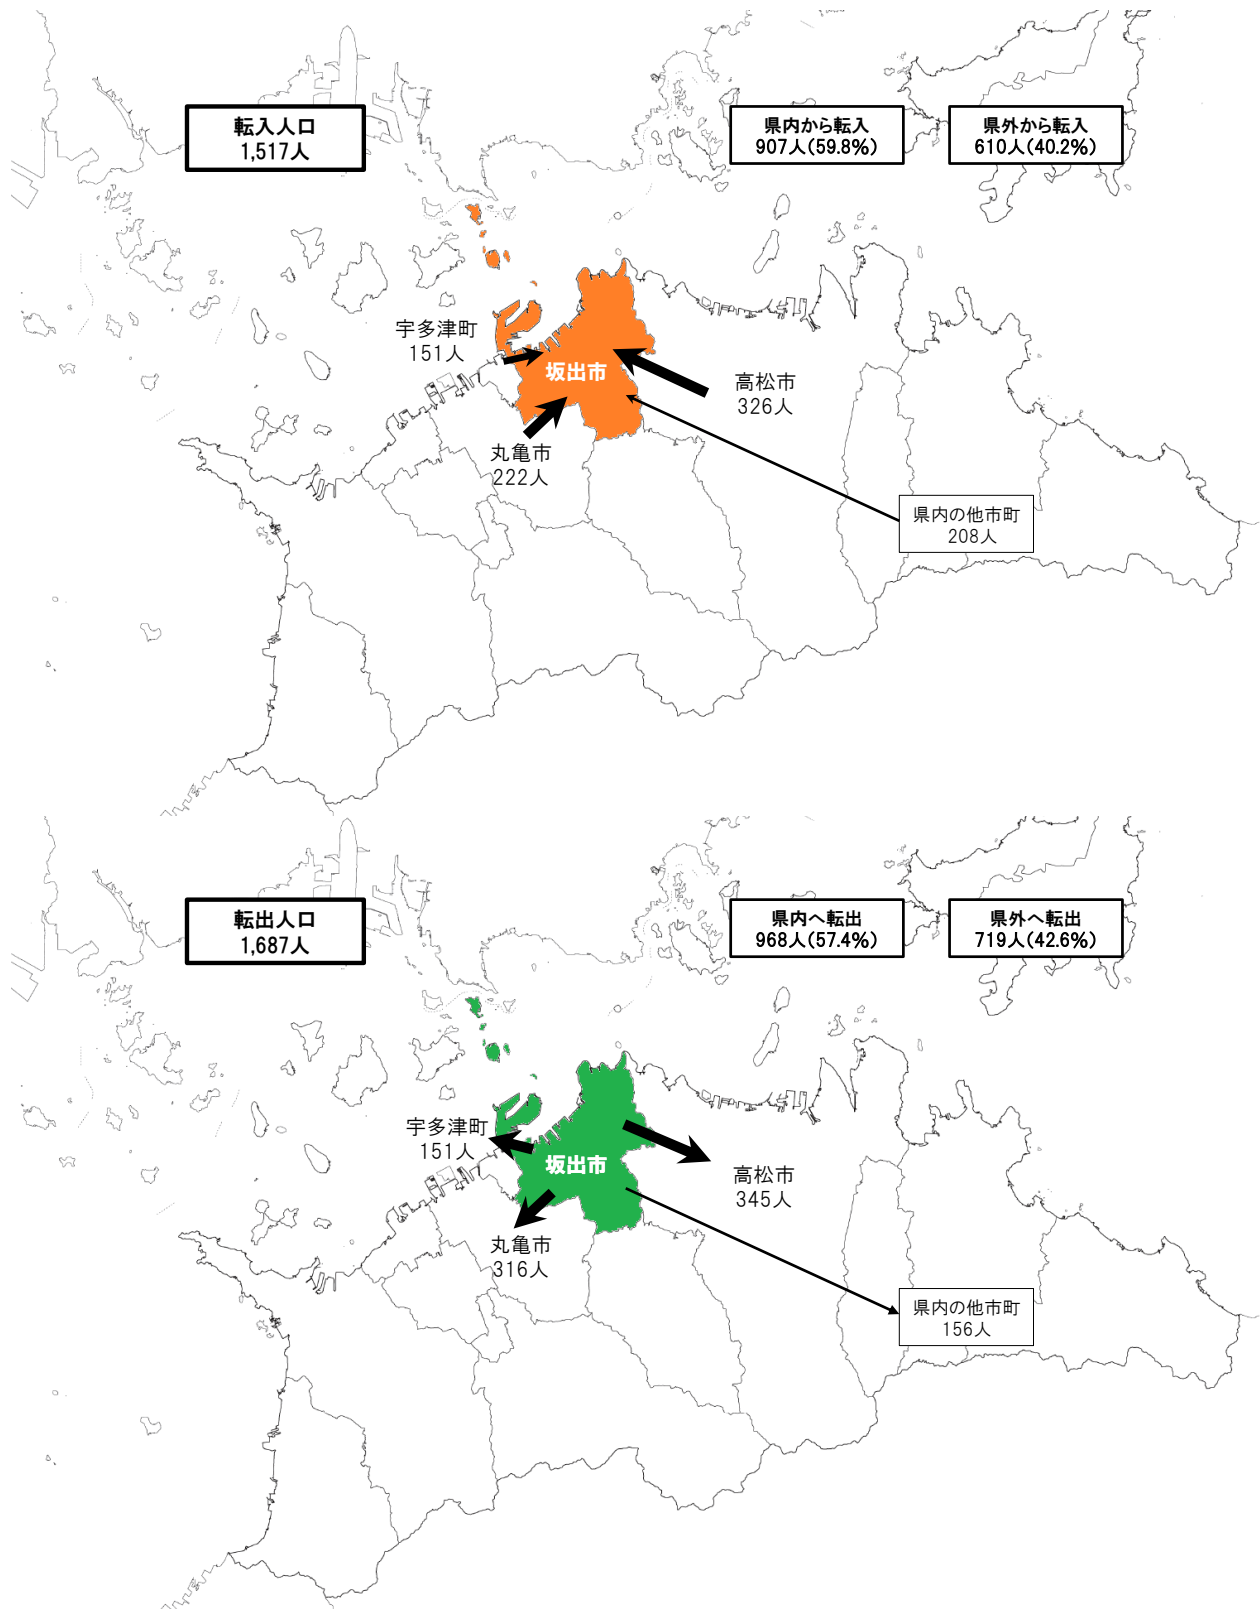 転入人口
1,517人
県内から転入
907人(59.8%)
県外から転入
610人(40.2%)
宇多津町
151人
坂出市
高松市
326人
丸亀市
222人
県内の他市町
208人
転出人口
1,687人
県内へ転出
968人(57.4%)
県外へ転出
719人(42.6%)
宇多津町
151人
坂出市
高松市
345人
丸亀市
316人
県内の他市町
156人